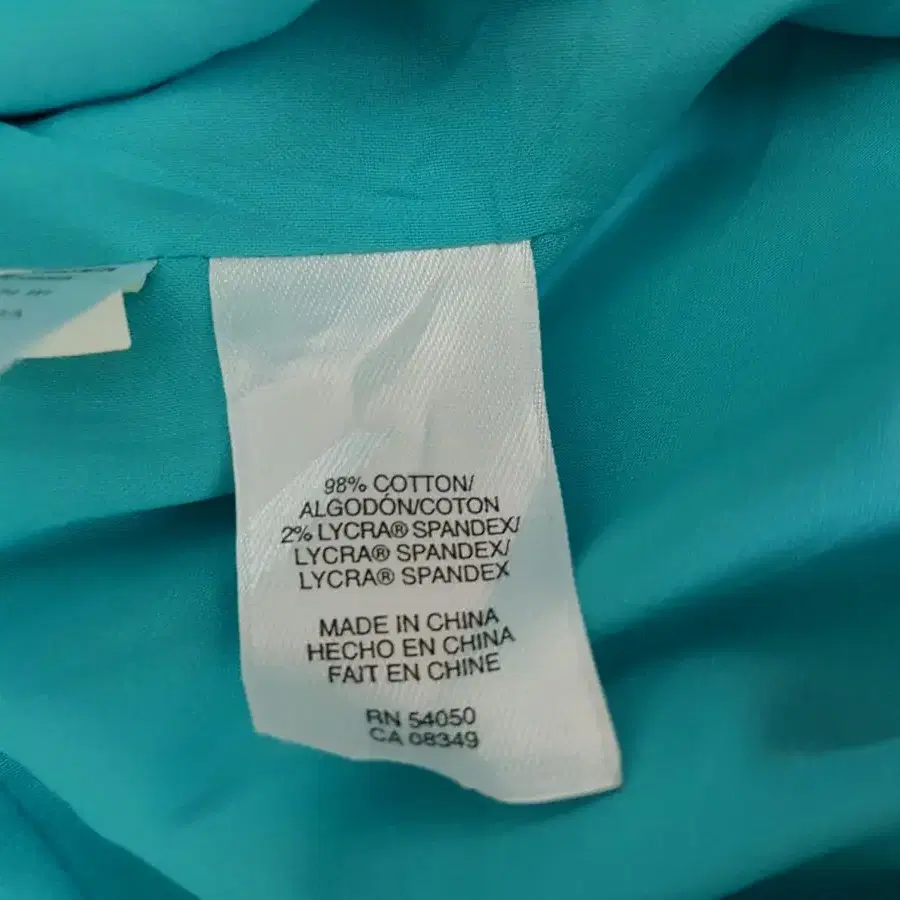 98% COTTON/
ALGODÓN/COTON
2% LYCRA® SPANDEX/
LYCRA® SPANDEX/
LYCRA® SPANDEX
MADE IN CHINA
HECHO EN CHINA
FAIT EN CHINE
RN 54050
CA 08349